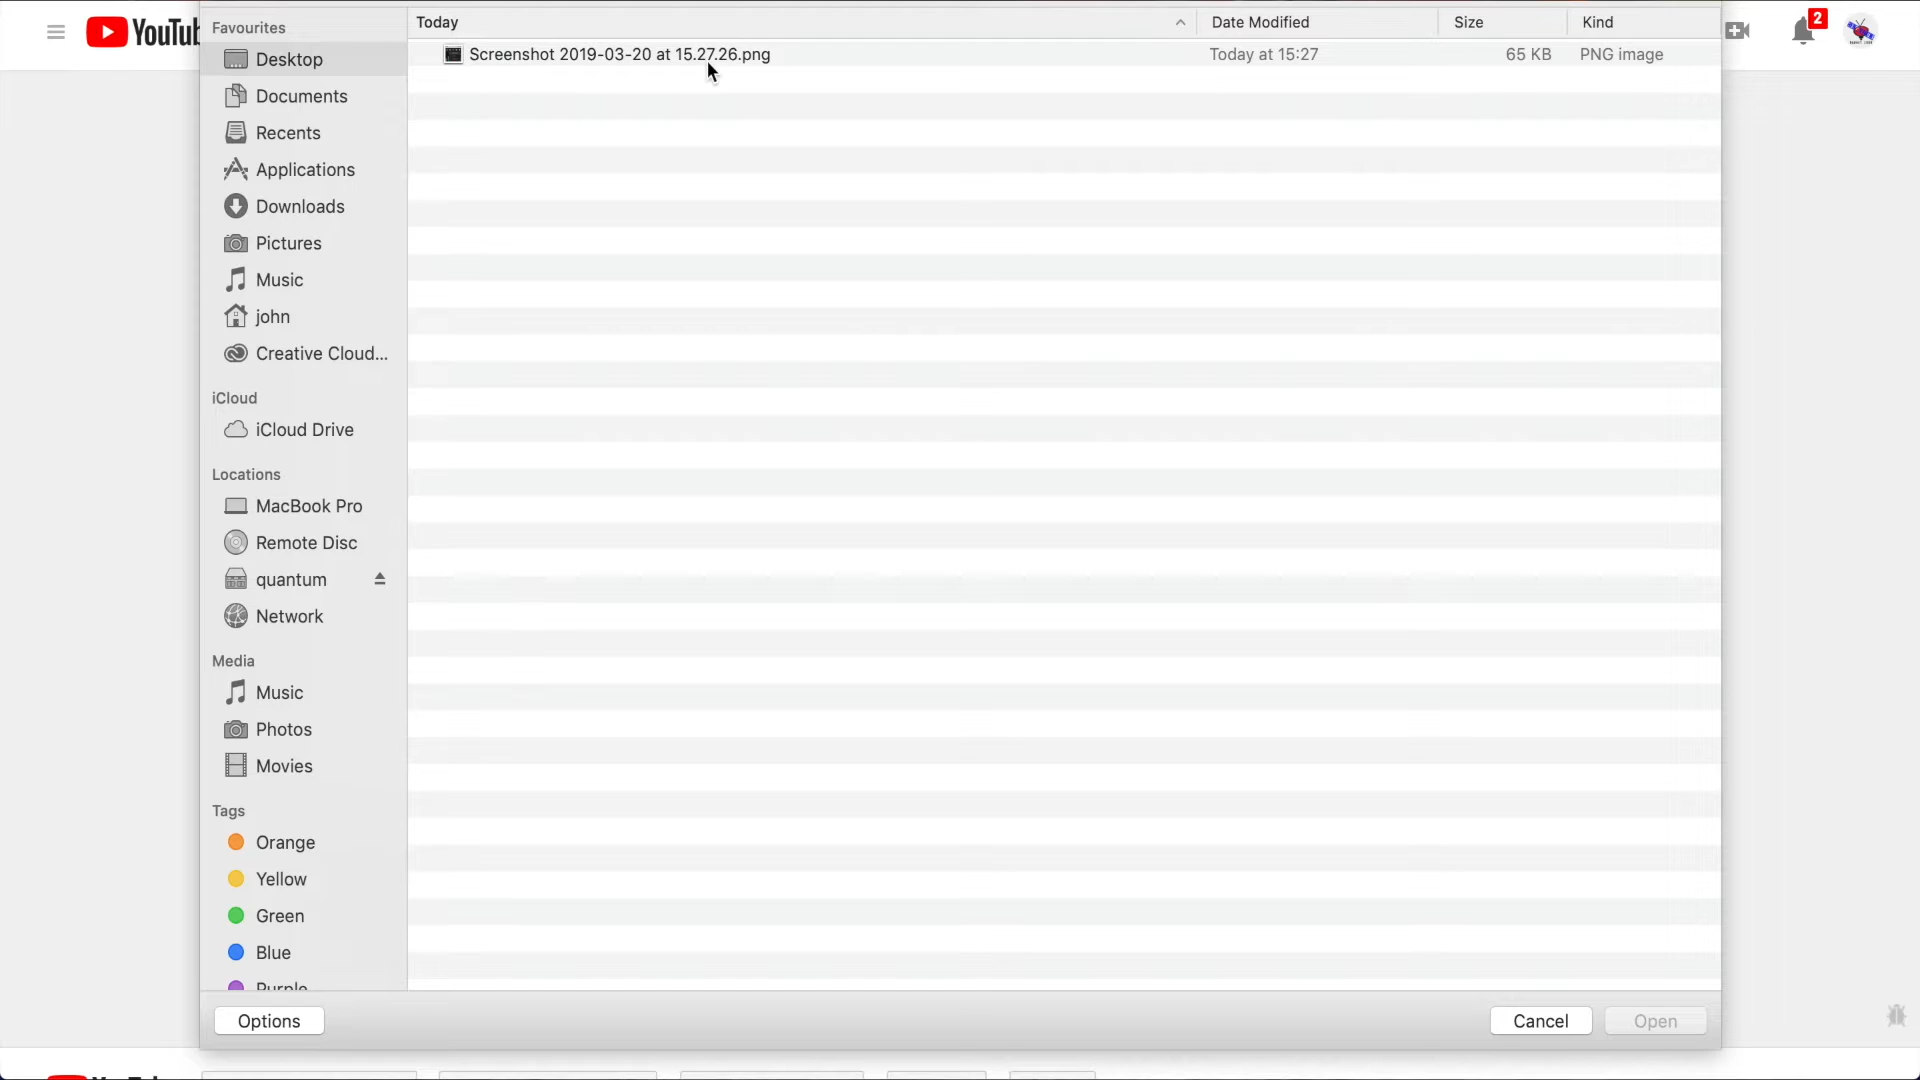 YouTub
2
Favourites
Desktop
Documents
Recents
Applications
Downloads
Pictures
Music
john
Creative Cloud...
iCloud
iCloud Drive
Locations
MacBook Pro
Remote Disc
quantum
Network
Media
Music
Photos
Movies
Tags
Orange
Yellow
Green
Blue
Purple
Today Date Modified Size Kind
Screenshot 2019-03-20 at 15.27.26.png Today at 15:27 65 KB PNG image
Options Cancel Open